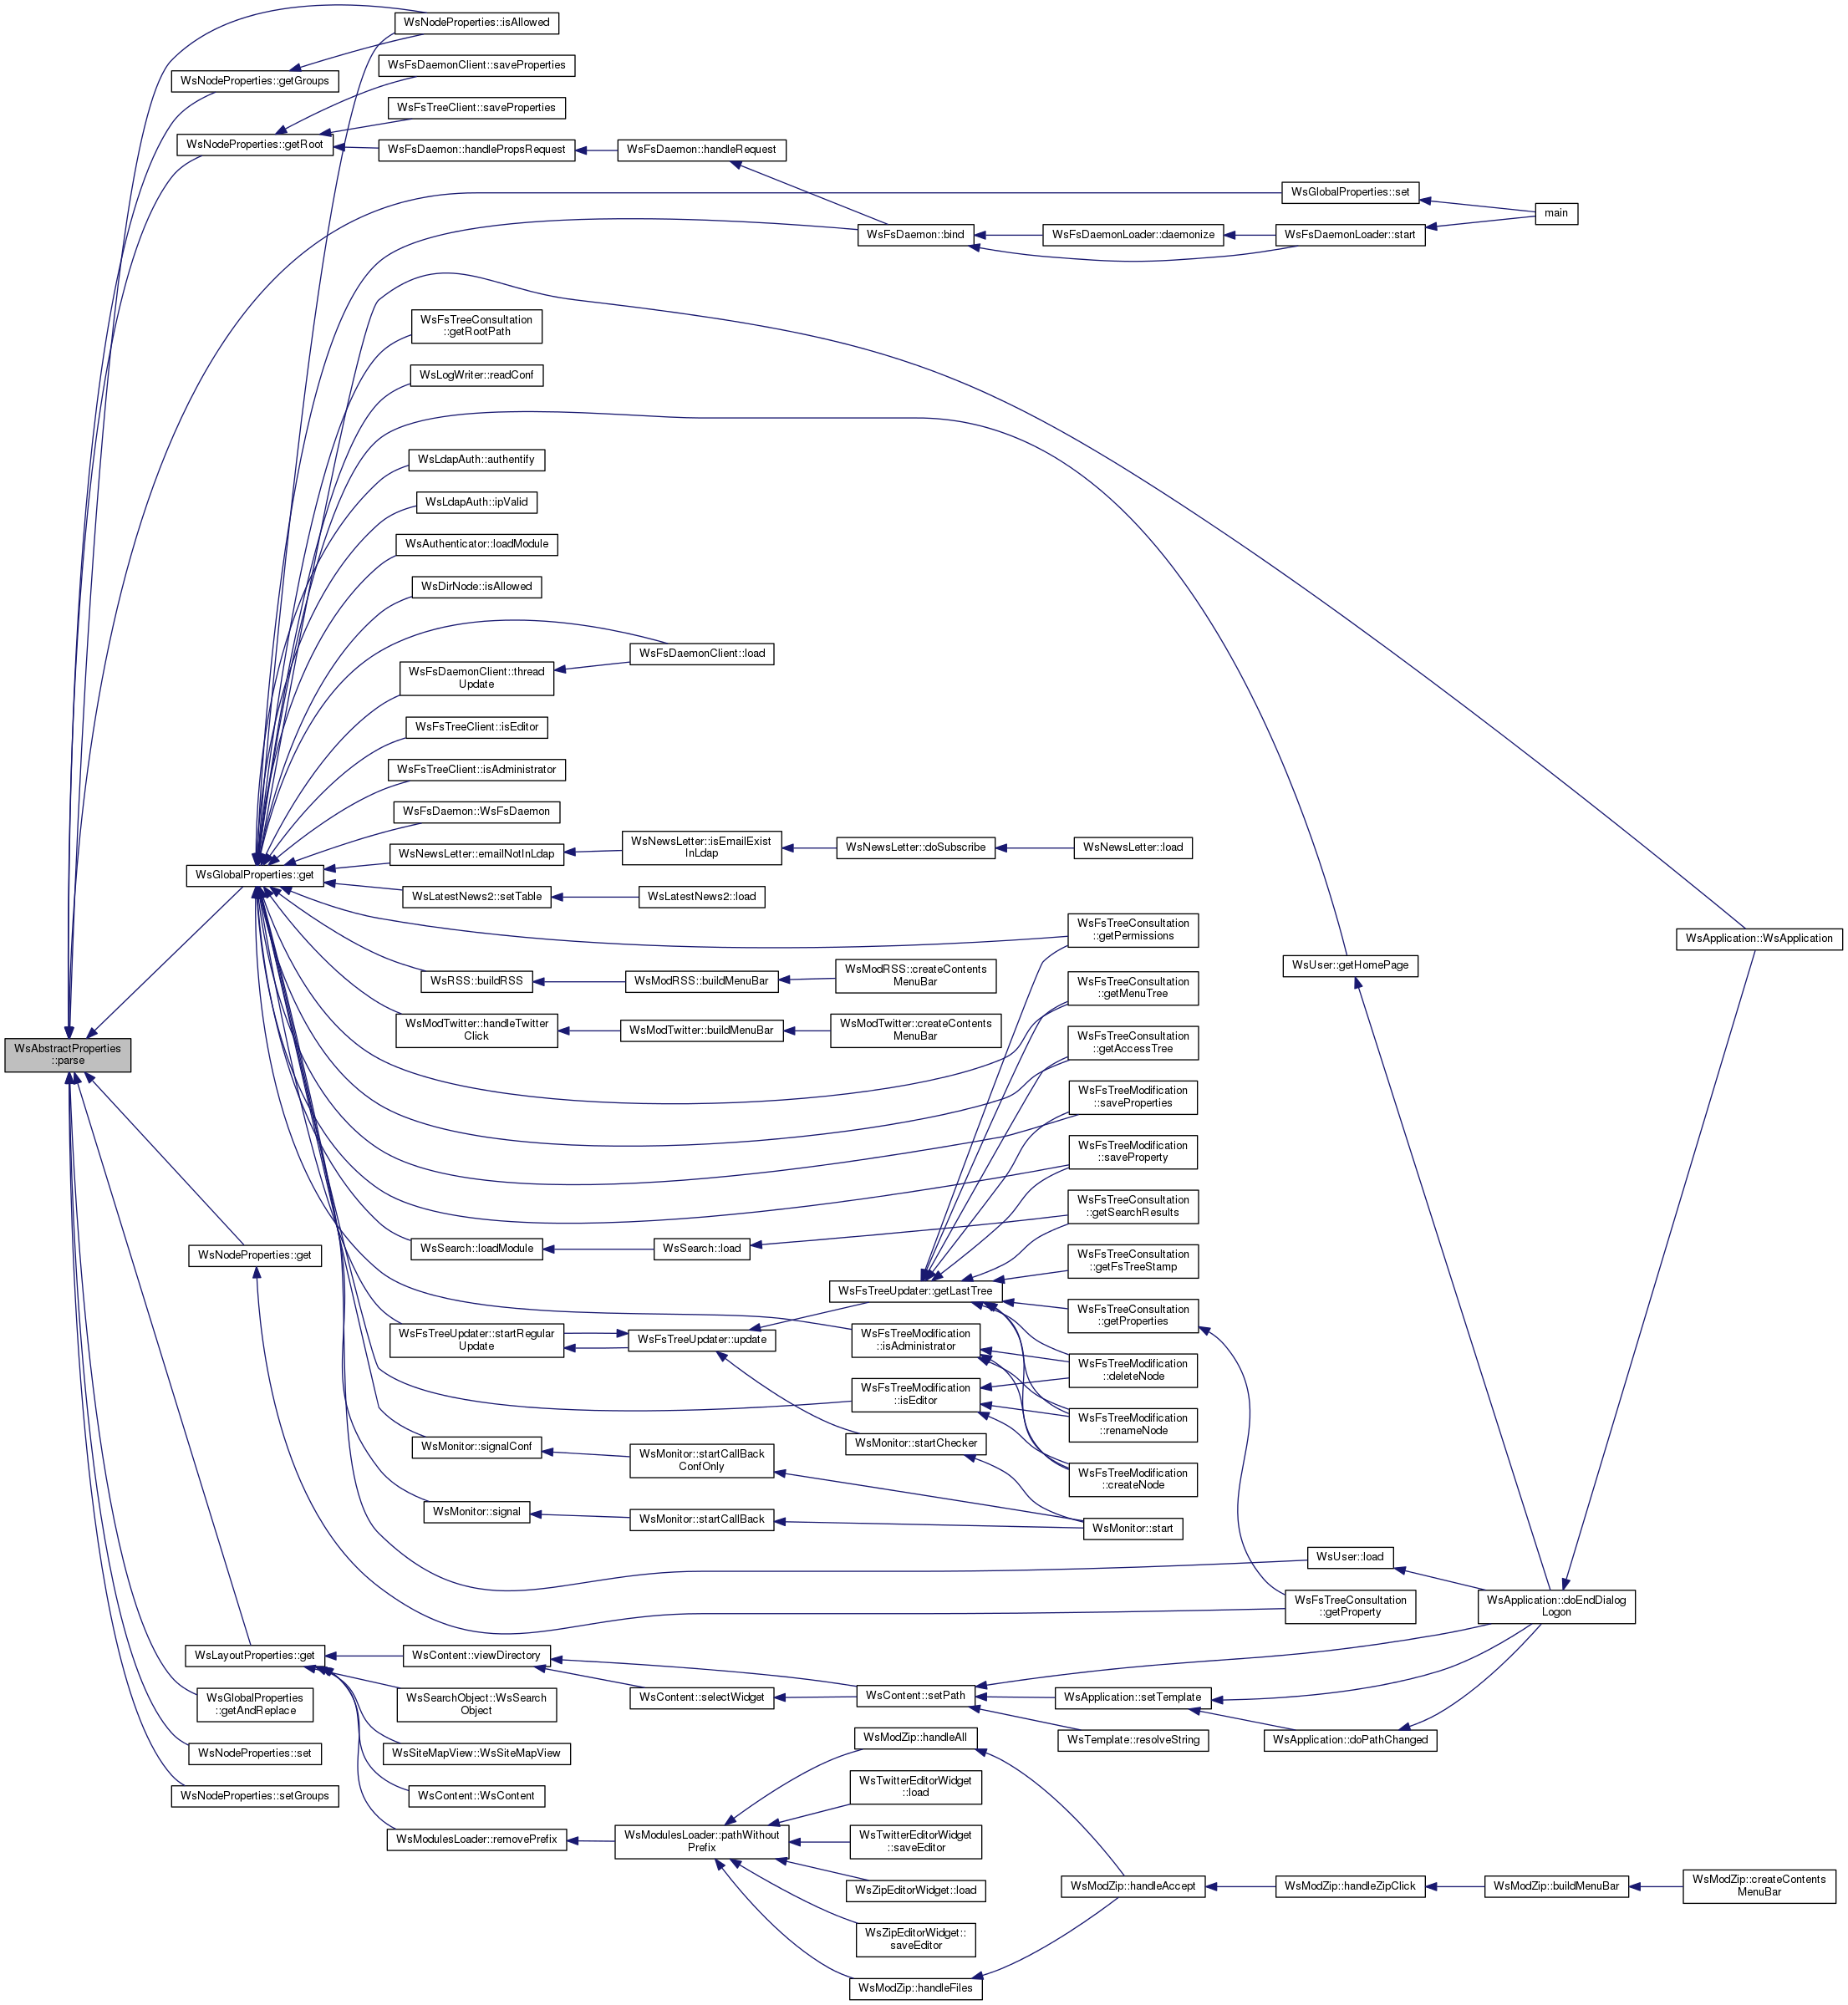 WsNodeProperties::isAllowed
WsFsDaemonClient::saveProperties
WsNodeProperties::getGroups
WsFsTreeClient::saveProperties
WsNodeProperties::getRoot
WsFsDaemon::handlePropsRequest
WsFsDaemon::handleRequest
WsGlobalProperties::set
main
WsFsDaemon::bind
WsFsDaemonLoader::daemonize
WsFsDaemonLoader::start
WsFsTreeConsultation
::getRootPath
WsLogWriter::readConf
WsLdapAuth::authentify
WsLdapAuth::ipValid
WsAuthenticator::loadModule
WsDirNode::isAllowed
WsFsDaemonClient::load
WsFsDaemonClient::thread
Update
WsFsTreeClient::isEditor
WsFsTreeClient::isAdministrator
WsFsDaemon::WsFsDaemon
WsNewsLetter::emailNotInLdap
WsNewsLetter::isEmailExist
InLdap
WsNewsLetter::doSubscribe
WsNewsLetter::load
WsGlobalProperties::get
WsLatestNews2::setTable
WsLatestNews2::load
WsFsTreeConsultation
::getPermissions
WsApplication::WsApplication
WsUser::getHomePage
WsRSS::buildRSS
WsModRSS::buildMenuBar
WsModRSS::createContents
MenuBar
WsFsTreeConsultation
::getMenuTree
WsModTwitter::handleTwitter
Click
WsModTwitter::buildMenuBar
WsModTwitter::createContents
MenuBar
WsFsTreeConsultation
::getAccessTree
WsAbstractProperties
::parse
WsFsTreeModification
::saveProperties
WsFsTreeModification
::saveProperty
WsFsTreeConsultation
::getSearchResults
WsNodeProperties::get
WsSearch::loadModule
WsSearch::load
WsFsTreeConsultation
::getFsTreeStamp
WsFsTreeUpdater::getLastTree
WsFsTreeConsultation
::getProperties
WsFsTreeUpdater::startRegular
Update
WsFsTreeUpdater::update
WsFsTreeModification
::isAdministrator
WsFsTreeModification
::deleteNode
WsFsTreeModification
::isEditor
WsFsTreeModification
::renameNode
WsMonitor::signalConf
WsMonitor::startCallBack
ConfOnly
WsMonitor::startChecker
WsFsTreeModification
::createNode
WsMonitor::signal
WsMonitor::startCallBack
WsMonitor::start
WsUser::load
WsFsTreeConsultation
::getProperty
WsApplication::doEndDialog
Logon
WsLayoutProperties::get
WsContent::viewDirectory
WsContent::selectWidget
WsContent::setPath
WsApplication::setTemplate
WsGlobalProperties
::getAndReplace
WsSearchObject::WsSearch
Object
WsTemplate::resolveString
WsApplication::doPathChanged
WsNodeProperties::set
WsSiteMapView::WsSiteMapView
WsModZip::handleAll
WsNodeProperties::setGroups
WsContent::WsContent
WsTwitterEditorWidget
::load
WsModulesLoader::removePrefix
WsModulesLoader::pathWithout
Prefix
WsTwitterEditorWidget
::saveEditor
WsZipEditorWidget::load
WsModZip::handleAccept
WsModZip::handleZipClick
WsModZip::buildMenuBar
WsModZip::createContents
MenuBar
WsZipEditorWidget::
saveEditor
WsModZip::handleFiles